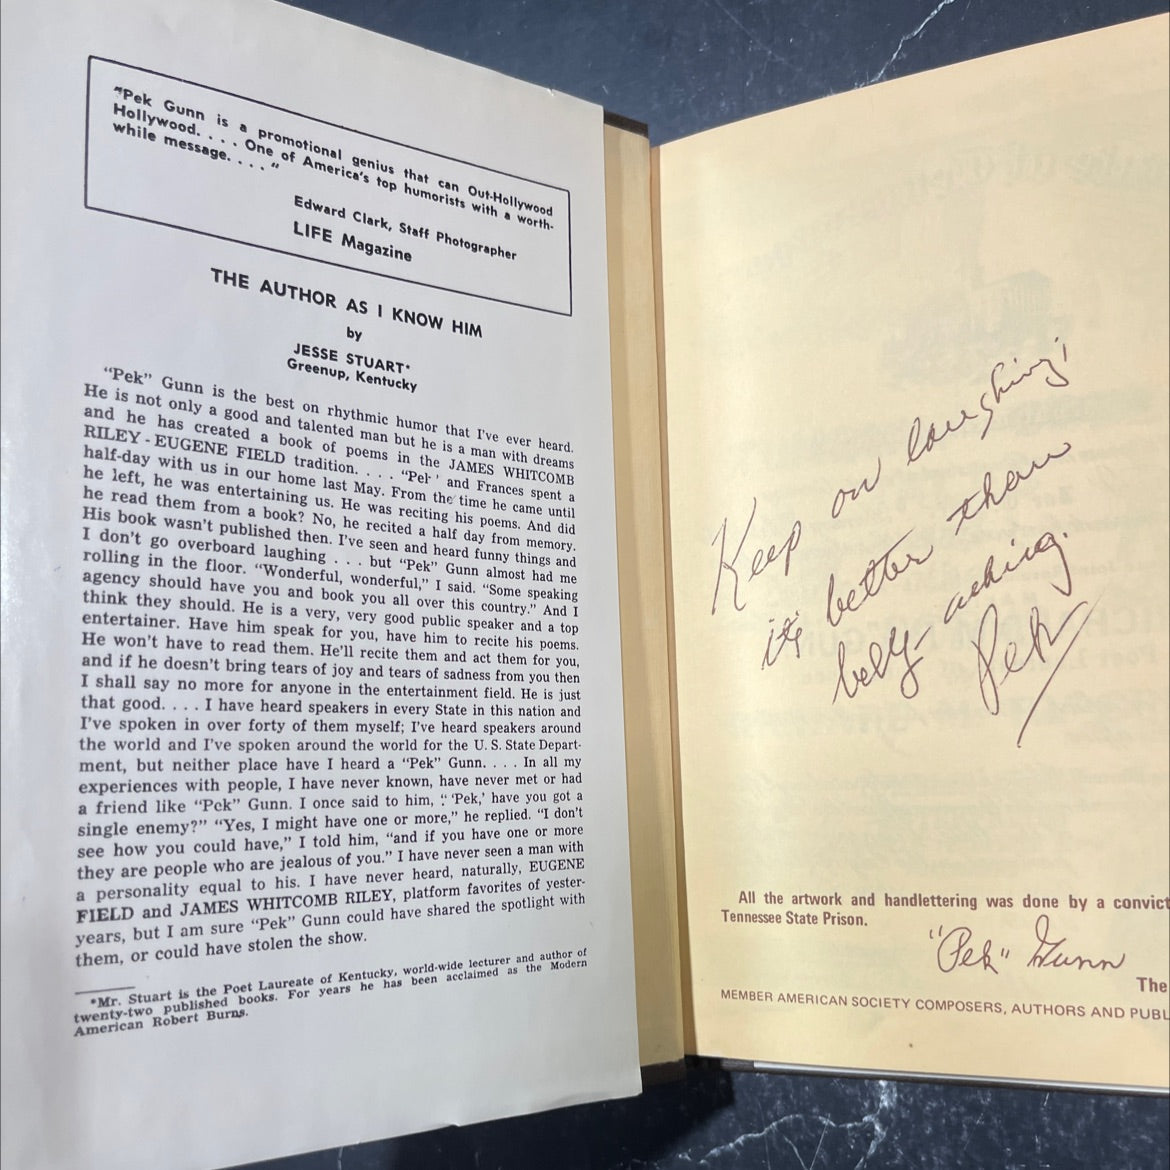 "Pek Gunn is a promotional genius that can Out-Hollywood
Hollywood. . . . One of America's top humorists with a worth-
while message. . . ."
Edward Clark, Staff Photographer
LIFE Magazine
THE AUTHOR AS I KNOW HIM
by
JESSE STUART*
Greenup, Kentucky
"Pek" Gunn is the best on rhythmic humor that I've ever heard.
He is not only a good and talented man but he is a man with dreams
and he has created a book of poems in the JAMES WHITCOMB
RILEY - EUGENE FIELD tradition. . . . "Pek" and Frances spent a
half-day with us in our home last May. From the time he came until
he left, he was entertaining us. He was reciting his poems. And did
he read them from a book? No, he recited a half day from memory.
His book wasn't published then. I've seen and heard funny things and
I don't go overboard laughing . . . but "Pek" Gunn almost had me
rolling in the floor. "Wonderful, wonderful," I said. "Some speaking
agency should have you and book you all over this country." And I
think they should. He is a very, very good public speaker and a top
entertainer. Have him speak for you, have him to recite his poems.
He won't have to read them. He'll recite them and act them for you,
and if he doesn't bring tears of joy and tears of sadness from you then
I shall say no more for anyone in the entertainment field. He is just
that good. . . . I have heard speakers in every State in this nation and
I've spoken in over forty of them myself; I've heard speakers around
the world and I've spoken around the world for the U. S. State Depart-
ment, but neither place have I heard a "Pek" Gunn. . . . In all my
experiences with people, I have never known, have never met or had
a friend like "Pek" Gunn. I once said to him, " 'Pek,' have you got a
single enemy?" "Yes, I might have one or more," he replied. "I don't
see how you could have," I told him, "and if you have one or more
they are people who are jealous of you." I have never seen a man with
a personality equal to his. I have never heard, naturally, EUGENE
FIELD and JAMES WHITCOMB RILEY, platform favorites of yester-
years, but I am sure "Pek" Gunn could have shared the spotlight with
them, or could have stolen the show.
*Mr. Stuart is the Poet Laureate of Kentucky, world-wide lecturer and author of
twenty-two published books. For years he has been acclaimed as the Modern
American Robert Burns.
Keep on laughing;
its better than
belly-aching.
Pek
All the artwork and handlettering was done by a convict
Tennessee State Prison.
"Pek" Gunn
The
MEMBER AMERICAN SOCIETY COMPOSERS, AUTHORS AND PUBL